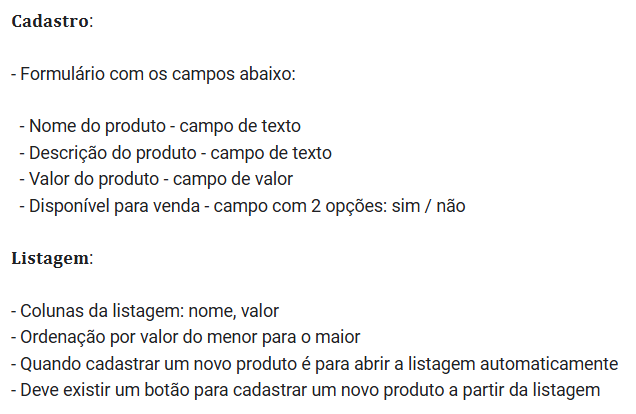 Cadastro:
- Formulário com os campos abaixo:
- Nome do produto - campo de texto
- Descrição do produto - campo de texto
- Valor do produto - campo de valor
- Disponível para venda - campo com 2 opções: sim / não
Listagem:
- Colunas da listagem: nome, valor
- Ordenação por valor do menor para o maior
- Quando cadastrar um novo produto é para abrir a listagem automaticamente
- Deve existir um botão para cadastrar um novo produto a partir da listagem